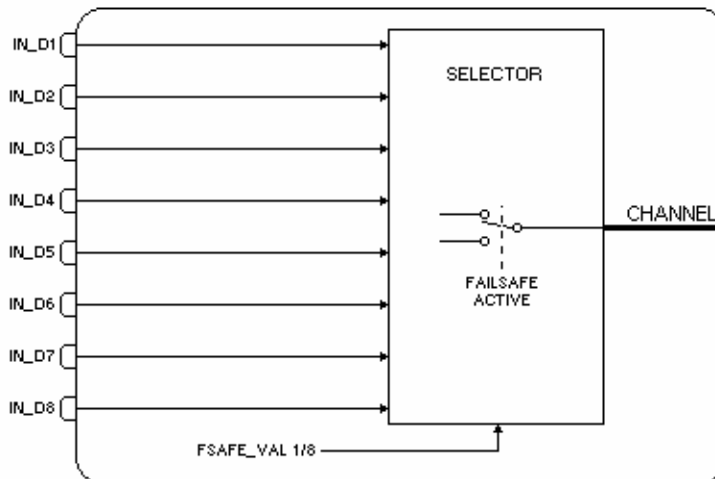 IN_D1
IN_D2
IN_D3
IN_D4
IN_D5
IN_D6
IN_D7
IN_D8
SELECTOR
FAILSAFE
ACTIVE
CHANNEL
FSAFE_VAL 1/8